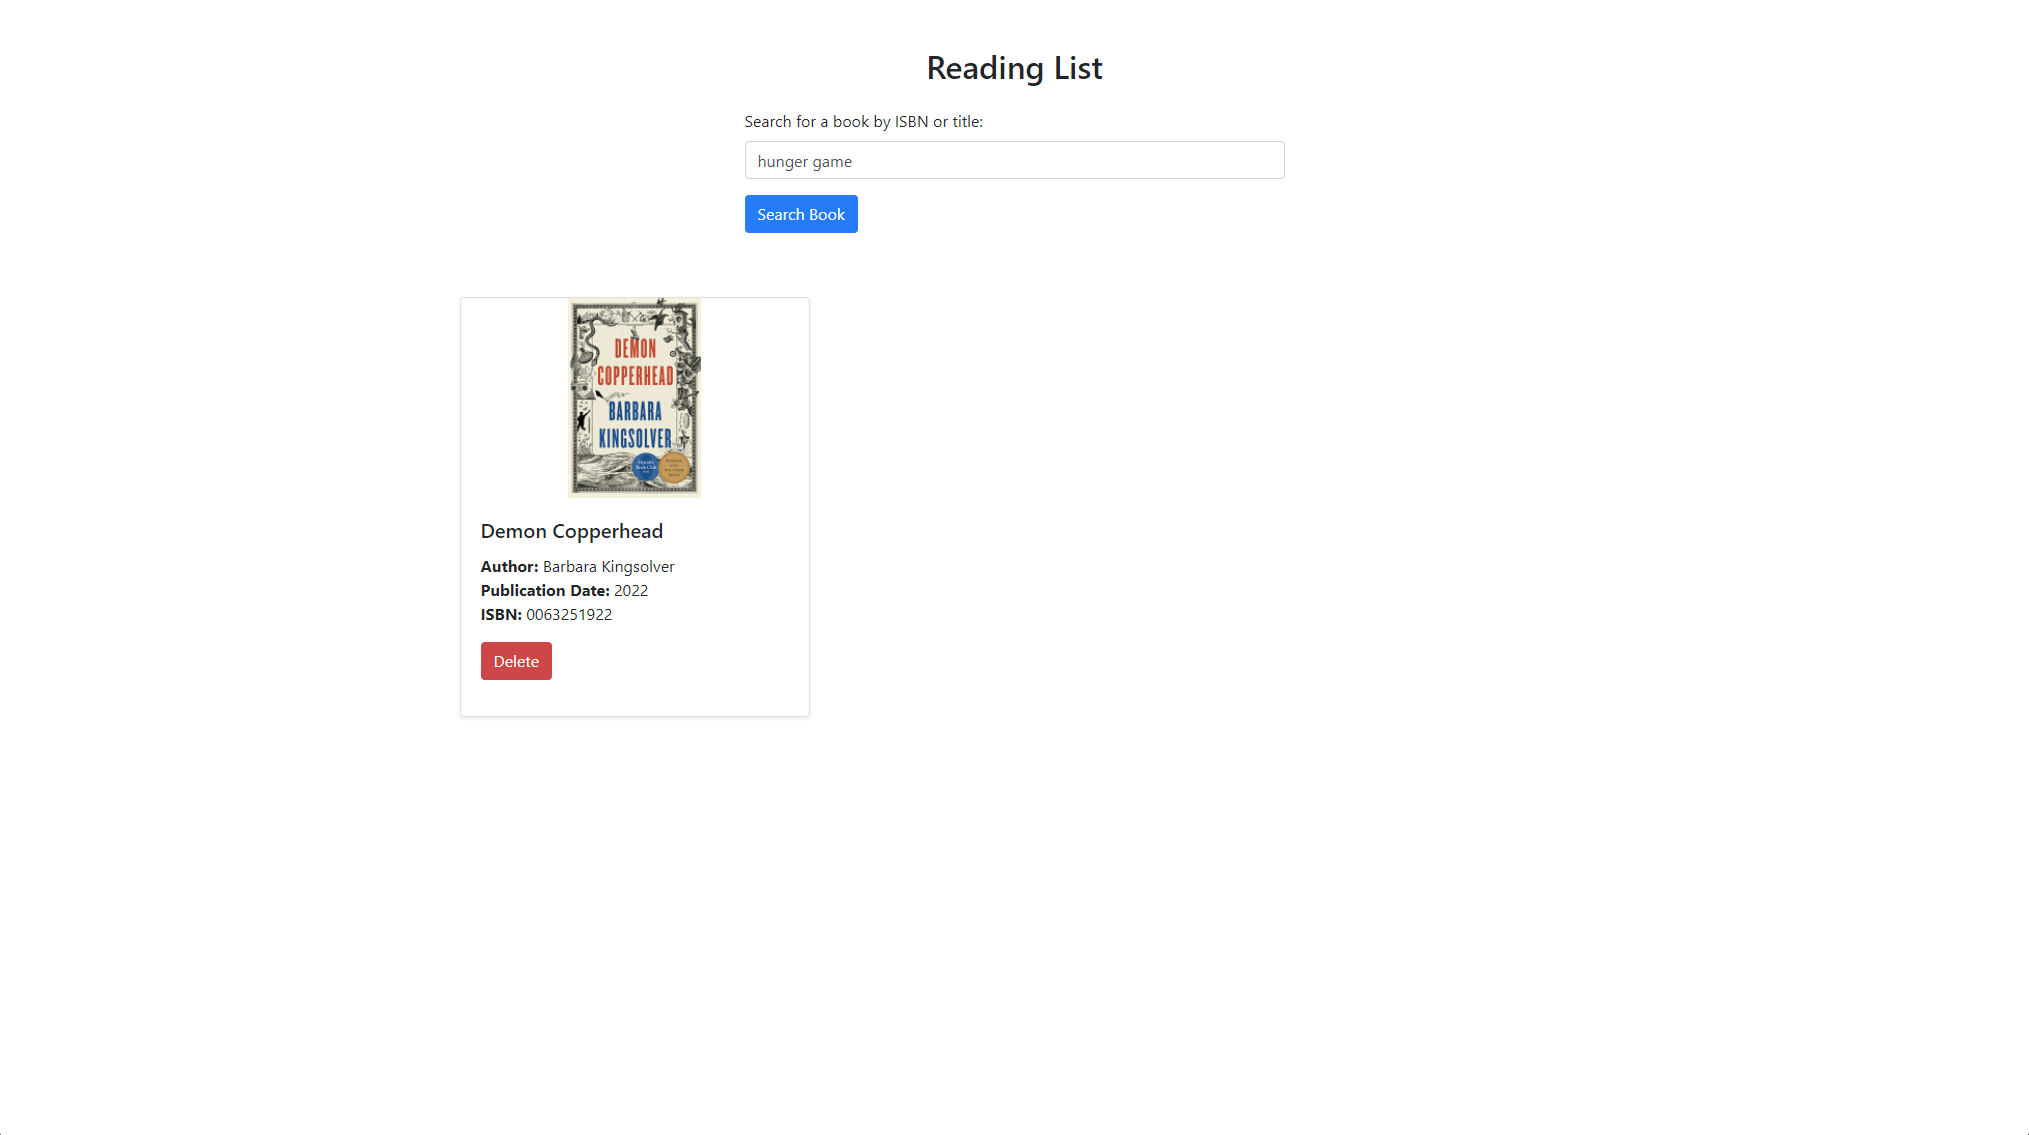 Reading List
Search for a book by ISBN or title:
hunger game
Search Book
DEMON
COPPERHEAD
BARBARA
KINGSOLVER
Demon Copperhead
Author: Barbara Kingsolver
Publication Date: 2022
ISBN: 0063251922
Delete